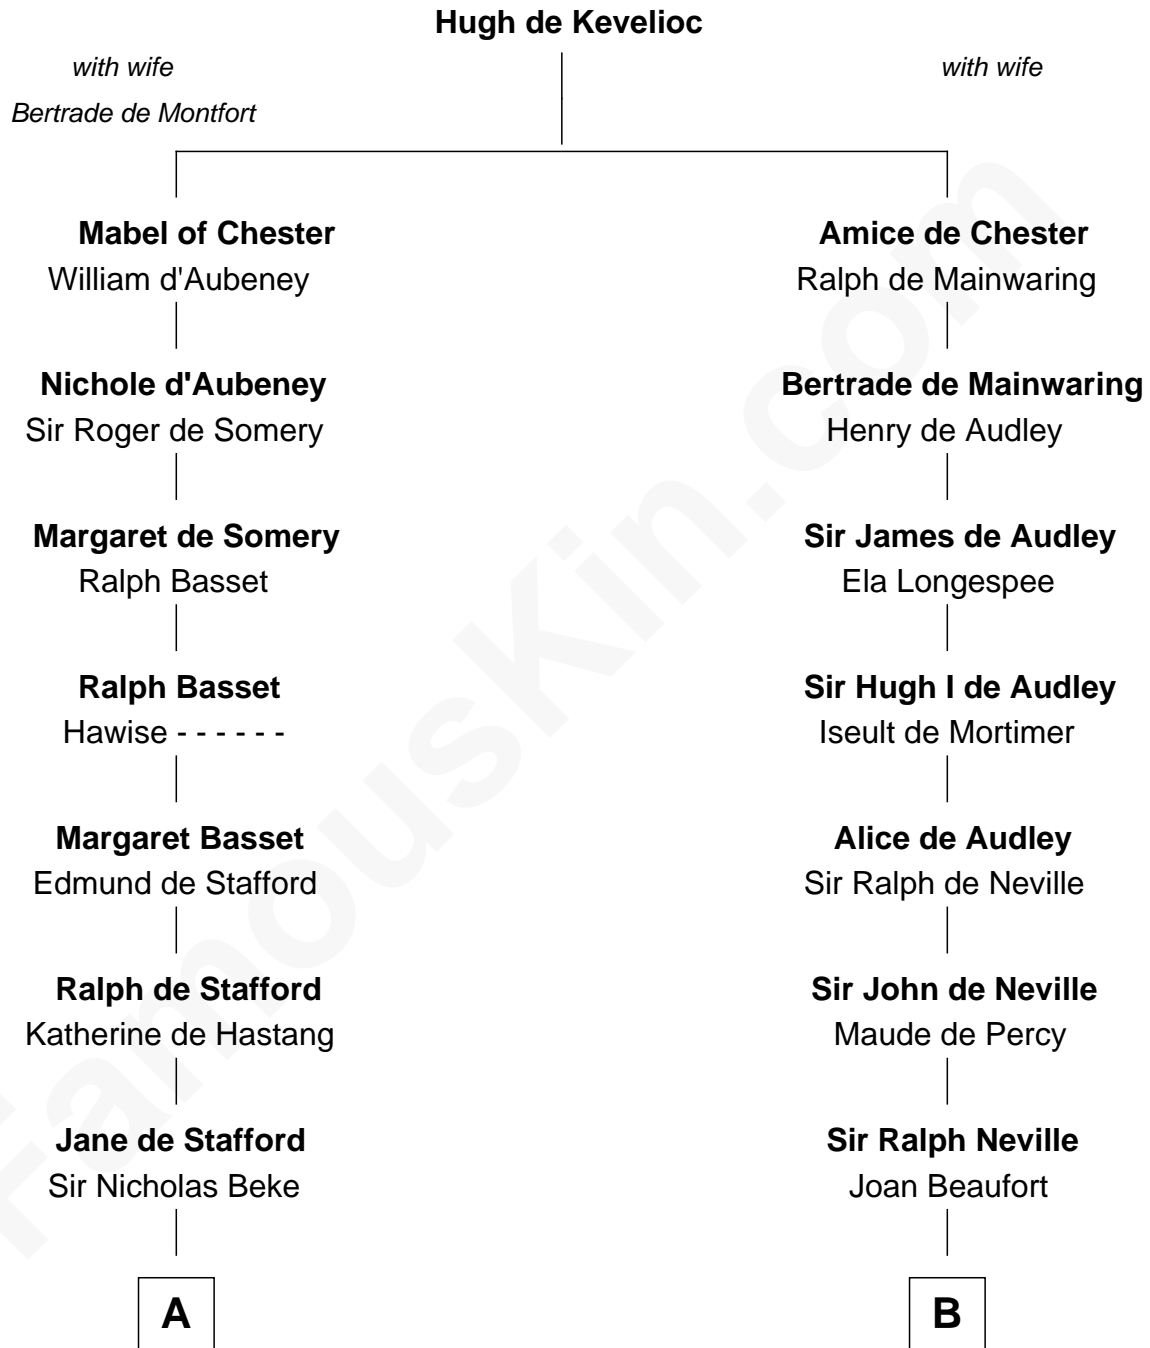 Hugh de Kevelioc
with wife
Bertrade de Montfort
with wife
Mabel of Chester
William d'Aubeney
Amice de Chester
Ralph de Mainwaring
Nichole d'Aubeney
Sir Roger de Somery
Bertrade de Mainwaring
Henry de Audley
Margaret de Somery
Ralph Basset
Sir James de Audley
Ela Longespee
Ralph Basset
Hawise - - - - - -
Sir Hugh I de Audley
Iseult de Mortimer
Margaret Basset
Edmund de Stafford
Alice de Audley
Sir Ralph de Neville
Ralph de Stafford
Katherine de Hastang
Sir John de Neville
Maude de Percy
Jane de Stafford
Sir Nicholas Beke
Sir Ralph Neville
Joan Beaufort
A
B
FamousKin.com